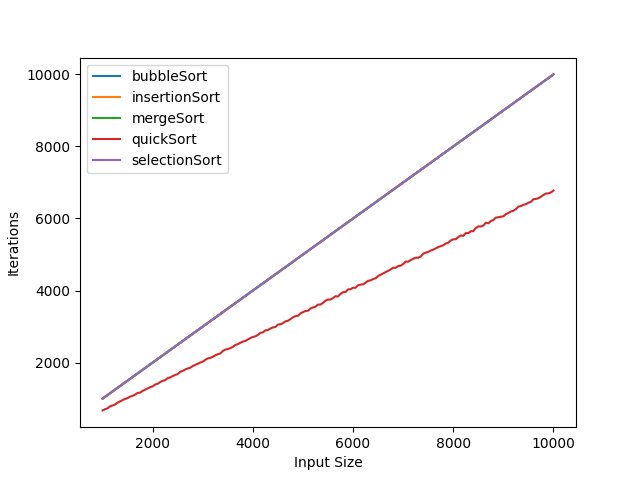 bubbleSort
insertionSort
mergeSort
quickSort
selectionSort
10000
8000
6000
4000
2000
Iterations
2000 4000 6000 8000 10000
Input Size